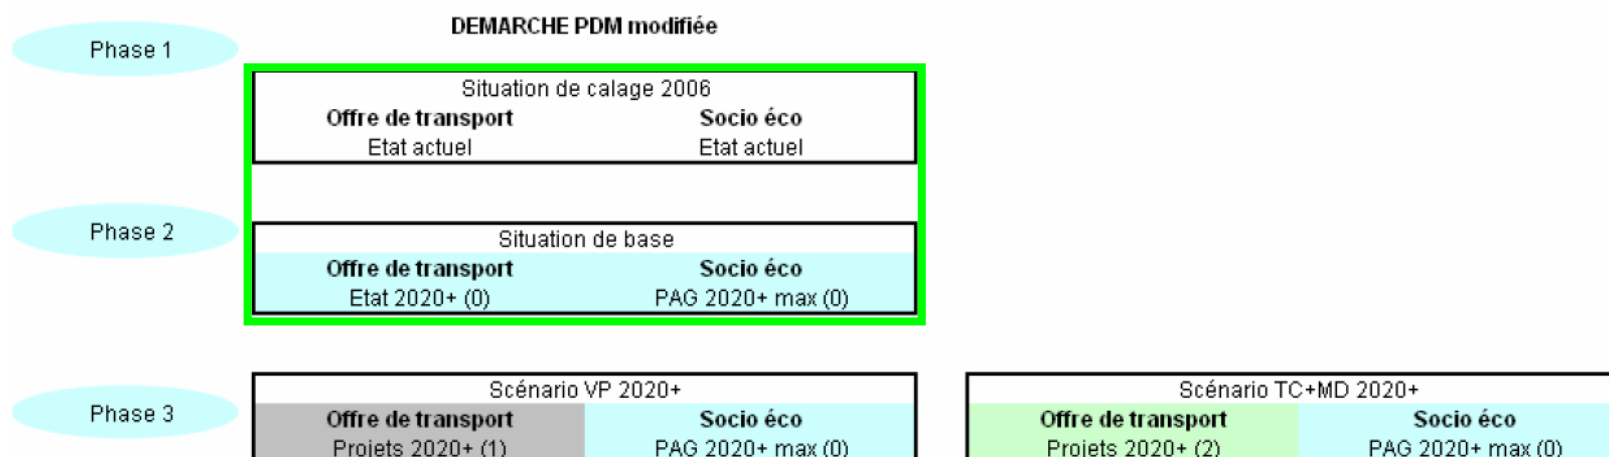 DEMARCHE PDM modifiée
Phase 1
Situation de calage 2006
Offre de transport Socio éco
Etat actuel Etat actuel
Phase 2
Situation de base
Offre de transport Socio éco
Etat 2020+ (0) PAG 2020+ max (0)
Phase 3
Scénario VP 2020+ Scénario TC+MD 2020+
Offre de transport Socio éco Offre de transport Socio éco
Projets 2020+ (1) PAG 2020+ max (0) Projets 2020+ (2) PAG 2020+ max (0)